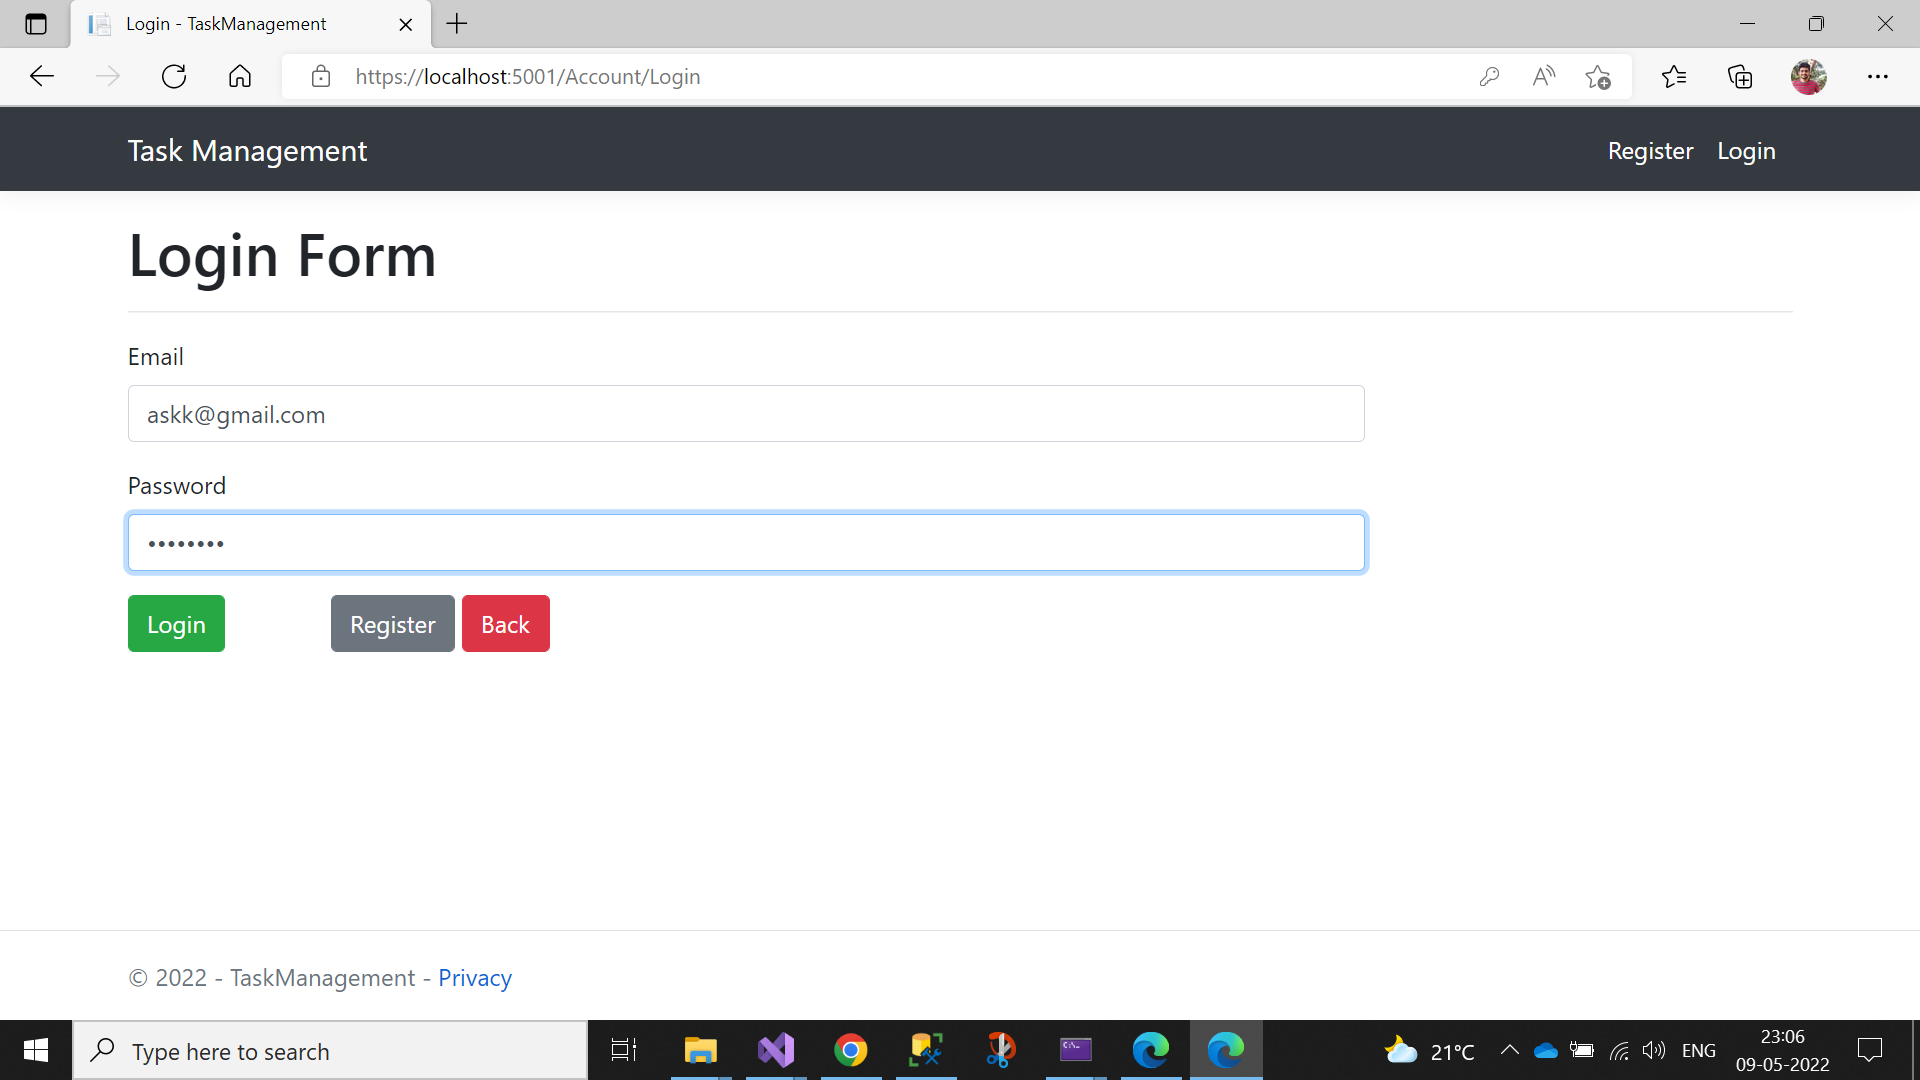 Login - TaskManagement
https://localhost:5001/Account/Login
Task Management
Register Login
Login Form
Email
askk@gmail.com
Password
••••••••
Login Register Back
© 2022 - TaskManagement - Privacy
Type here to search
21°C
ENG
23:06
09-05-2022